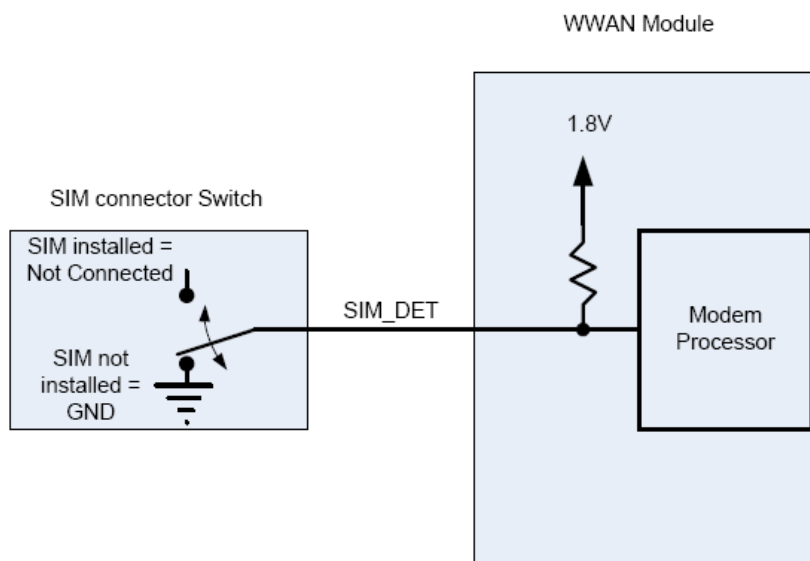 WWAN Module
1.8V
SIM connector Switch
SIM installed =
Not Connected
SIM_DET
SIM not
installed =
GND
Modem
Processor